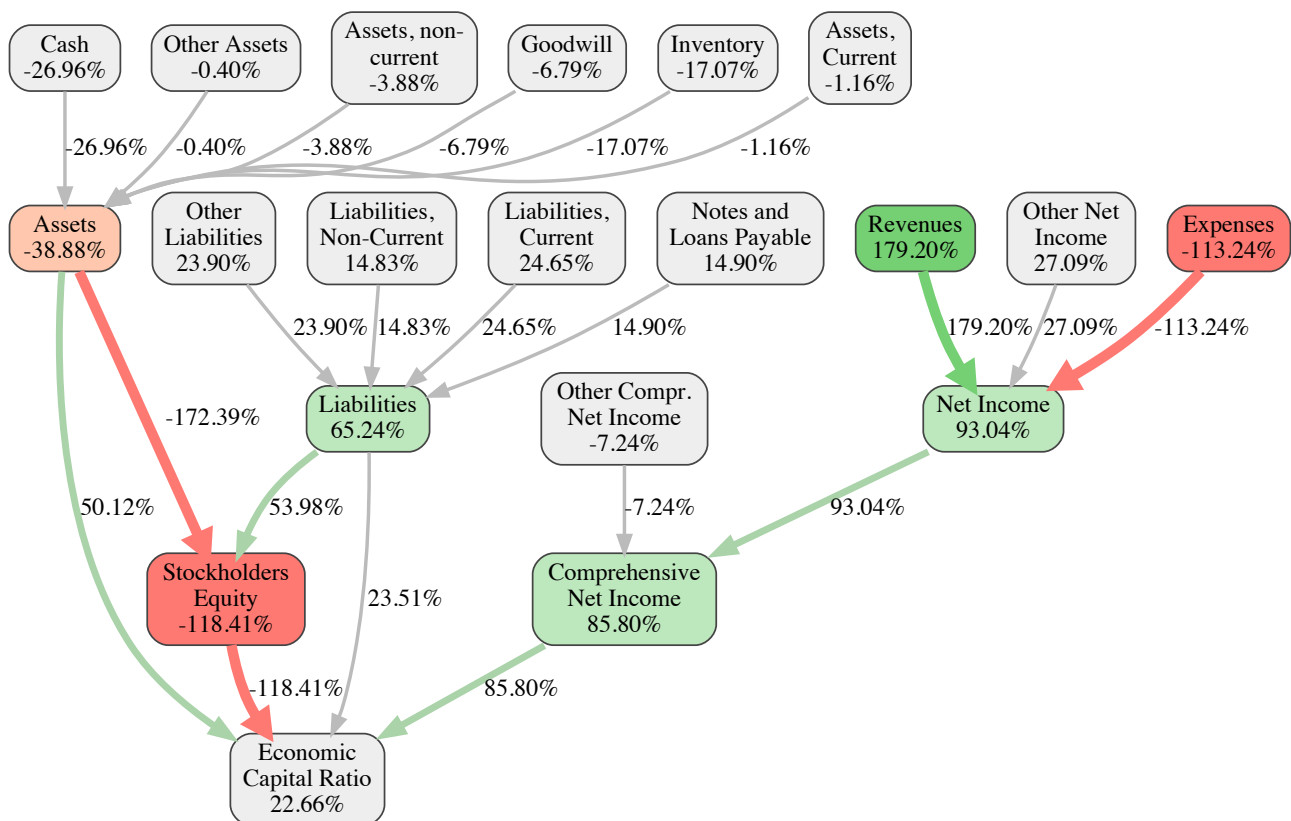 Cash
-26.96%
Other Assets
-0.40%
Assets, non-
current
-3.88%
Goodwill
-6.79%
Inventory
-17.07%
Assets,
Current
-1.16%
-26.96%
-0.40%
-3.88%
-6.79%
-17.07%
-1.16%
Assets
-38.88%
Other
Liabilities
23.90%
Liabilities,
Non-Current
14.83%
Liabilities,
Current
24.65%
Notes and
Loans Payable
14.90%
Revenues
179.20%
Other Net
Income
27.09%
Expenses
-113.24%
23.90%
14.83%
24.65%
14.90%
179.20%
27.09%
-113.24%
-172.39%
Liabilities
65.24%
Other Compr.
Net Income
-7.24%
Net Income
93.04%
50.12%
53.98%
-7.24%
93.04%
Stockholders
Equity
-118.41%
23.51%
Comprehensive
Net Income
85.80%
-118.41%
85.80%
Economic
Capital Ratio
22.66%